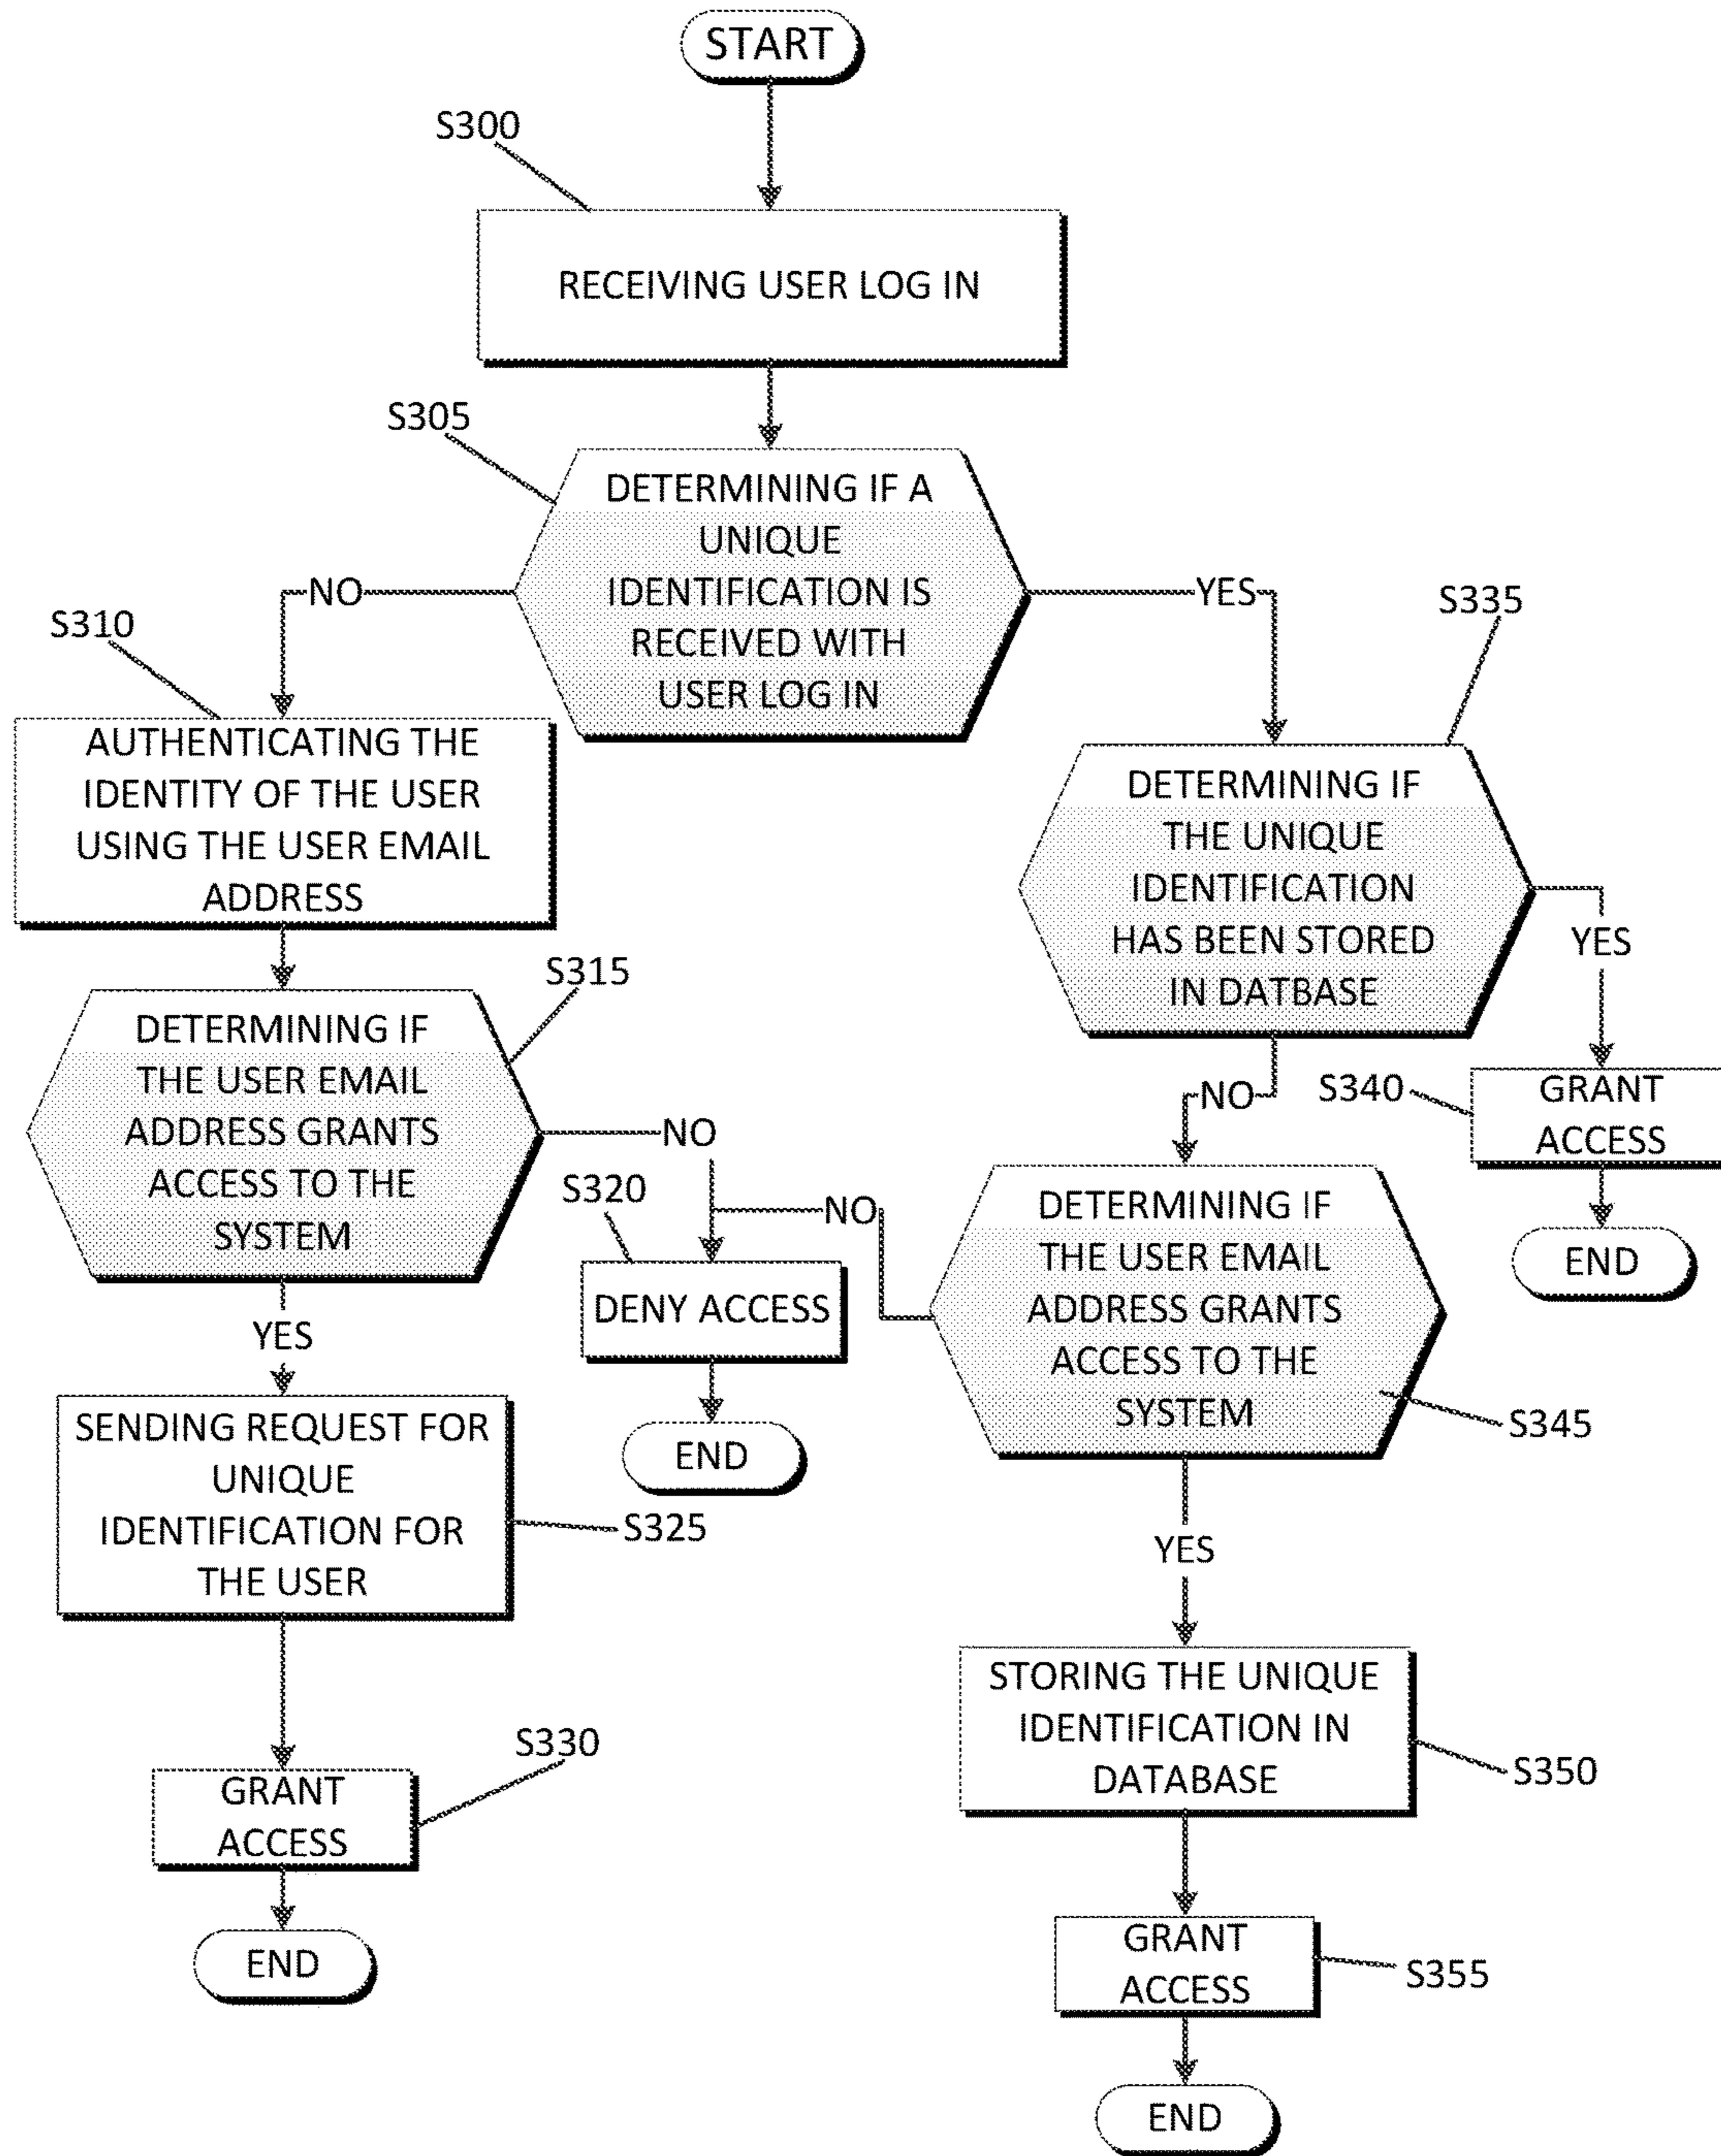 START
S300
RECEIVING USER LOG IN
S305
DETERMINING IF A
UNIQUE
IDENTIFICATION IS
RECEIVED WITH
USER LOG IN
NO
YES
S310
AUTHENTICATING THE
IDENTITY OF THE USER
USING THE USER EMAIL
ADDRESS
S335
DETERMINING IF
THE UNIQUE
IDENTIFICATION
HAS BEEN STORED
IN DATBASE
YES
S340
GRANT
ACCESS
END
NO
S315
DETERMINING IF
THE USER EMAIL
ADDRESS GRANTS
ACCESS TO THE
SYSTEM
NO
S320
DENY ACCESS
END
NO
DETERMINING IF
THE USER EMAIL
ADDRESS GRANTS
ACCESS TO THE
SYSTEM
S345
YES
SENDING REQUEST FOR
UNIQUE
IDENTIFICATION FOR
THE USER
S325
YES
STORING THE UNIQUE
IDENTIFICATION IN
DATABASE
S350
S330
GRANT
ACCESS
END
GRANT
ACCESS
S355
END